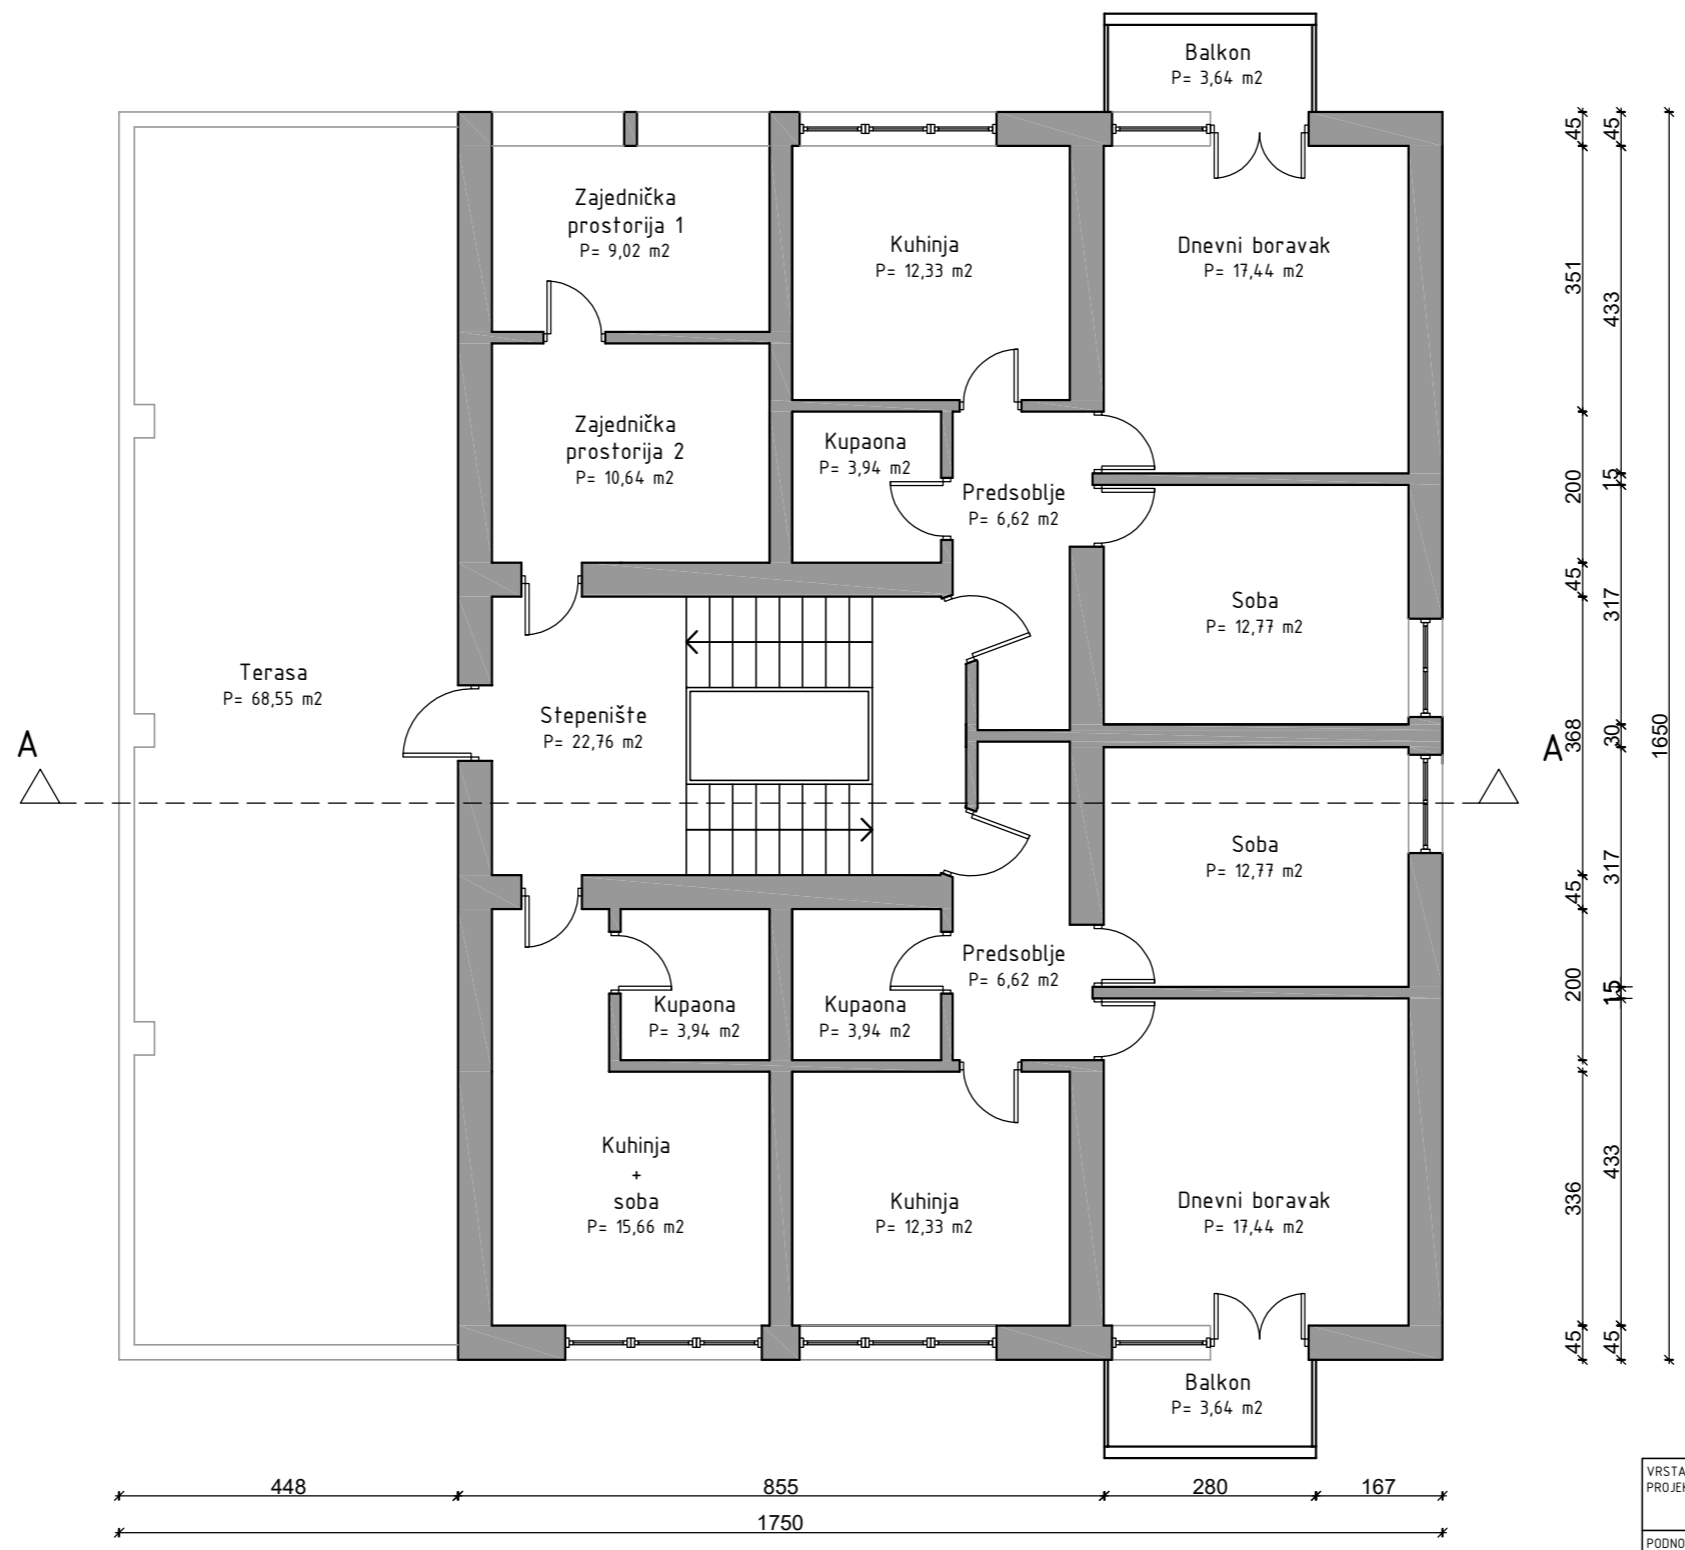 Balkon
P= 3,64 m2
Zajednička
prostorija 1
P= 9,02 m2
Kuhinja
P= 12,33 m2
Dnevni boravak
P= 17,44 m2
Zajednička
prostorija 2
P= 10,64 m2
Kupaona
P= 3,94 m2
Predsoblje
P= 6,62 m2
Soba
P= 12,77 m2
Terasa
P= 68,55 m2
Stepenište
P= 22,76 m2
A
A
Soba
P= 12,77 m2
Predsoblje
P= 6,62 m2
Kupaona
P= 3,94 m2
Kupaona
P= 3,94 m2
Kuhinja
+
soba
P= 15,66 m2
Kuhinja
P= 12,33 m2
Dnevni boravak
P= 17,44 m2
Balkon
P= 3,64 m2
45
351
200
45
368
45
200
336
45
45
433
15
317
30
317
15
433
45
1650
448
855
280
167
1750
VRSTA
PROJEK
PODNO